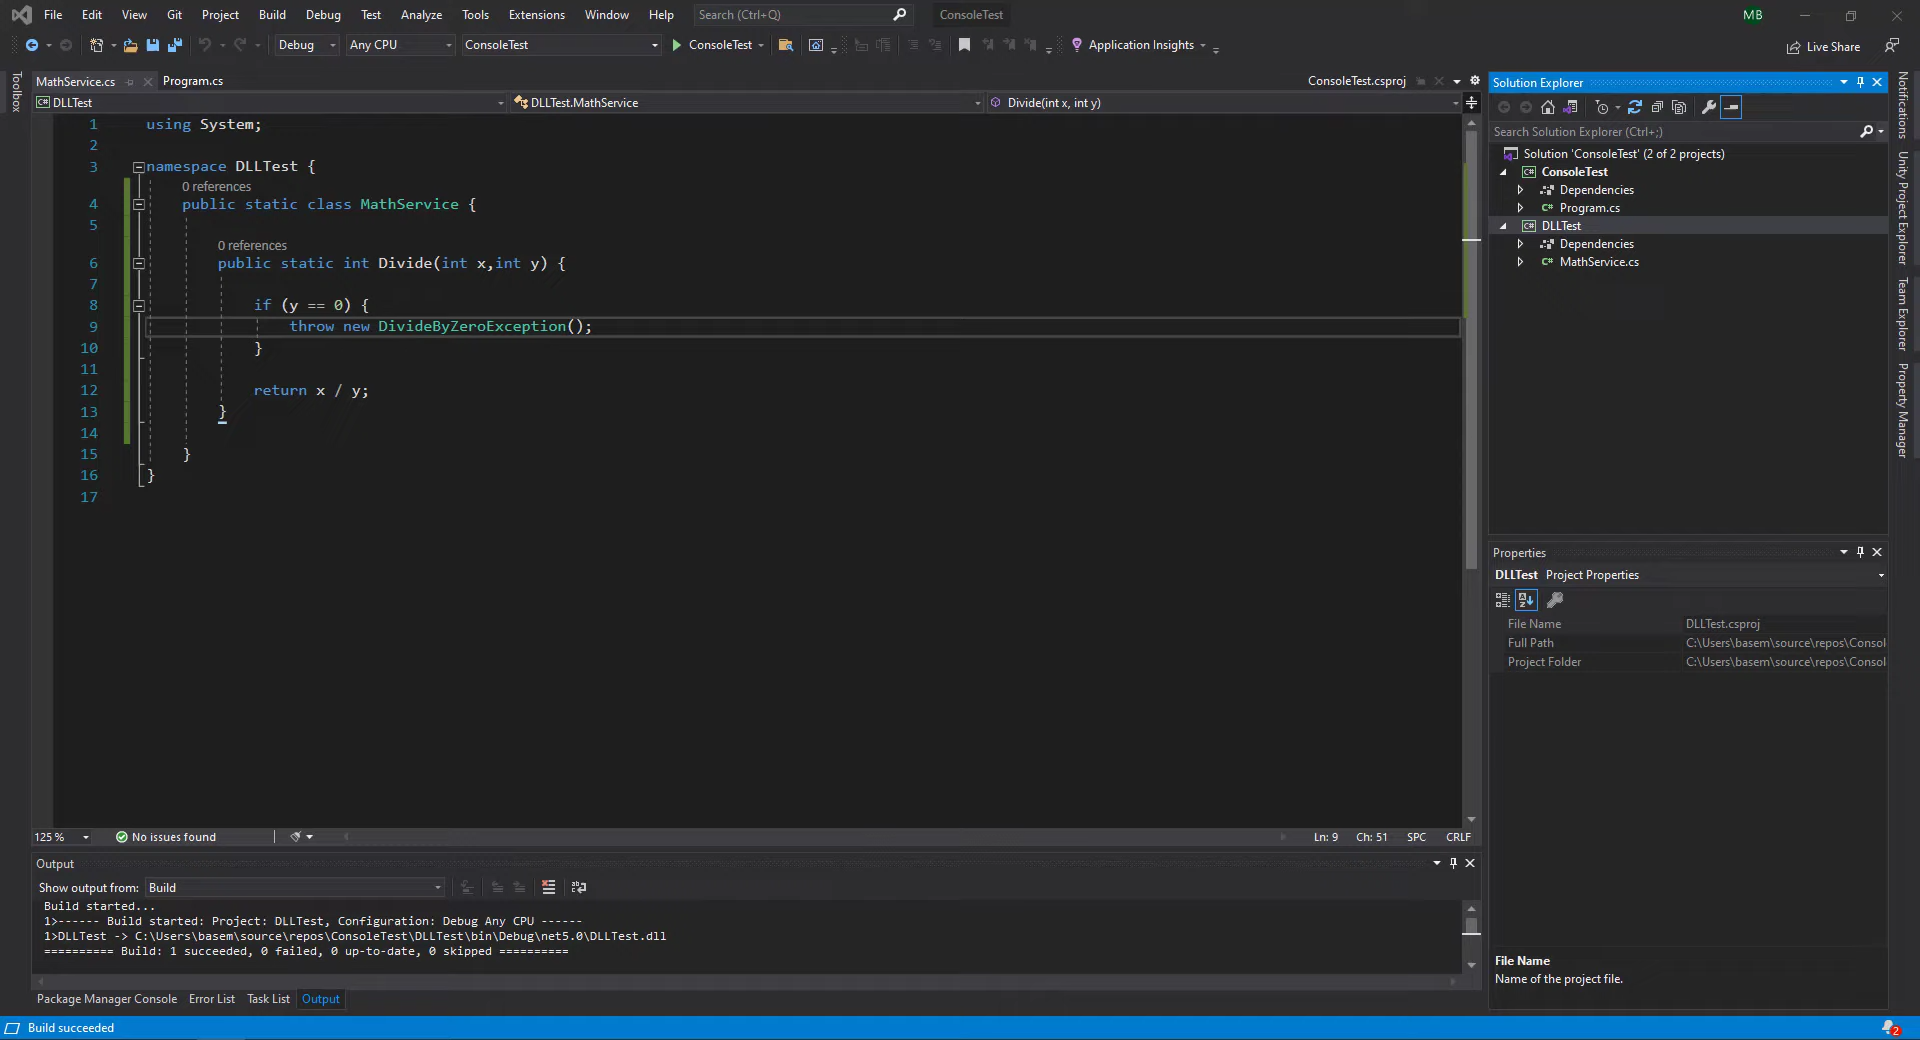 File Edit View Git Project Build Debug Test Analyze Tools Extensions Window Help Search (Ctrl+Q) ConsoleTest MB
Debug Any CPU ConsoleTest ConsoleTest Application Insights Live Share
Toolbox
MathService.cs Program.cs ConsoleTest.csproj
DLLTest DLLTest.MathService Divide(int x, int y)
1 using System;
2
3 namespace DLLTest {
0 references
4 public static class MathService {
5
0 references
6 public static int Divide(int x,int y) {
7
8 if (y == 0) {
9 throw new DivideByZeroException();
10 }
11
12 return x / y;
13 }
14
15 }
16 }
17
125 % No issues found Ln: 9 Ch: 51 SPC CRLF
Output
Show output from: Build
Build started...
1>------ Build started: Project: DLLTest, Configuration: Debug Any CPU ------
1>DLLTest -> C:\Users\basem\source\repos\ConsoleTest\DLLTest\bin\Debug\net5.0\DLLTest.dll
========== Build: 1 succeeded, 0 failed, 0 up-to-date, 0 skipped ==========
Package Manager Console Error List Task List Output
Build succeeded
2
Solution Explorer
Search Solution Explorer (Ctrl+;)
Solution 'ConsoleTest' (2 of 2 projects)
C# ConsoleTest
Dependencies
C# Program.cs
C# DLLTest
Dependencies
C# MathService.cs
Properties
DLLTest Project Properties
File Name DLLTest.csproj
Full Path C:\Users\basem\source\repos\Consol
Project Folder C:\Users\basem\source\repos\Consol
File Name
Name of the project file.
Notifications
Unity Project Explorer
Team Explorer
Property Manager